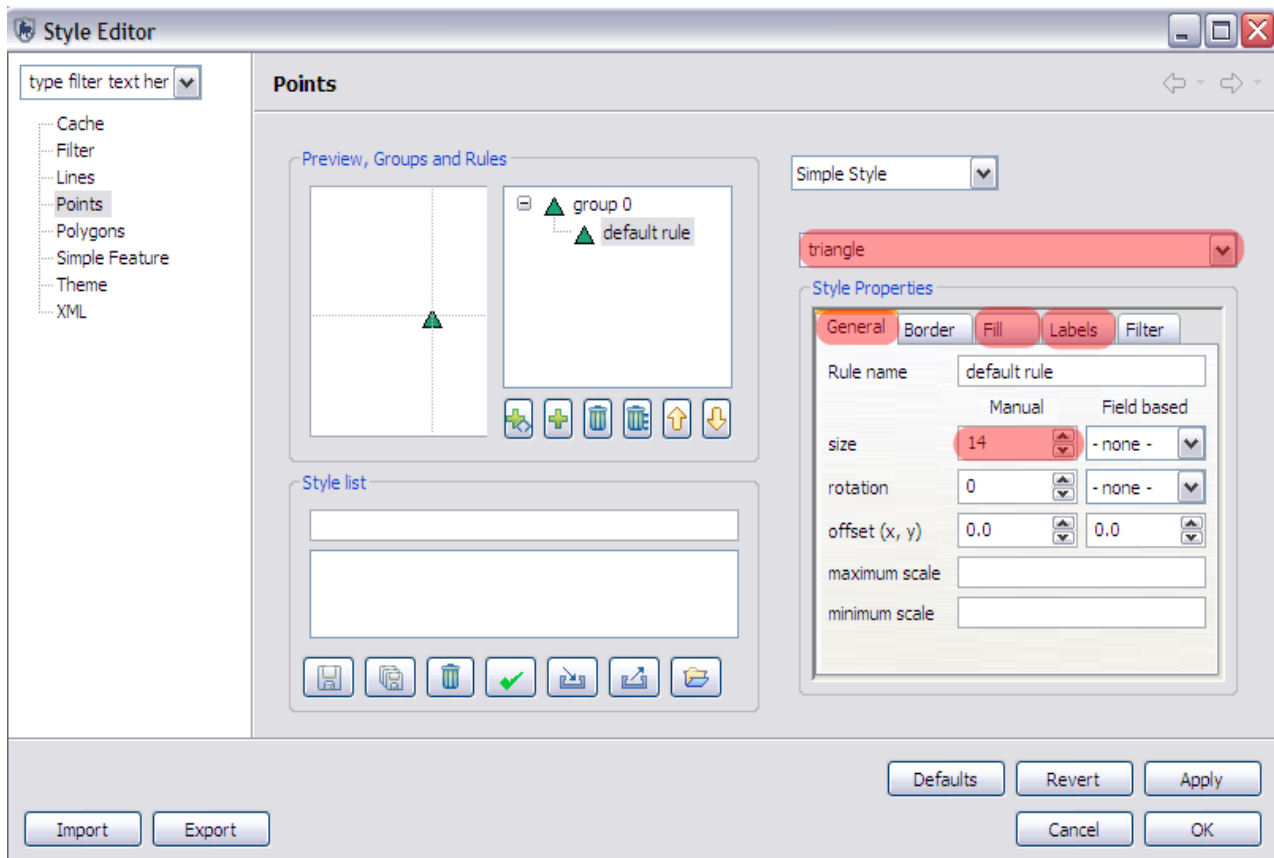 Style Editor
type filter text her
Cache
Filter
Lines
Points
Polygons
Simple Feature
Theme
XML
Points
Preview, Groups and Rules
group 0
default rule
Style list
Simple Style
triangle
Style Properties
General Border Fill Labels Filter
Rule name default rule
Manual Field based
size 14 - none -
rotation 0 - none -
offset (x, y) 0.0 0.0
maximum scale
minimum scale
Defaults Revert Apply
Import Export Cancel OK